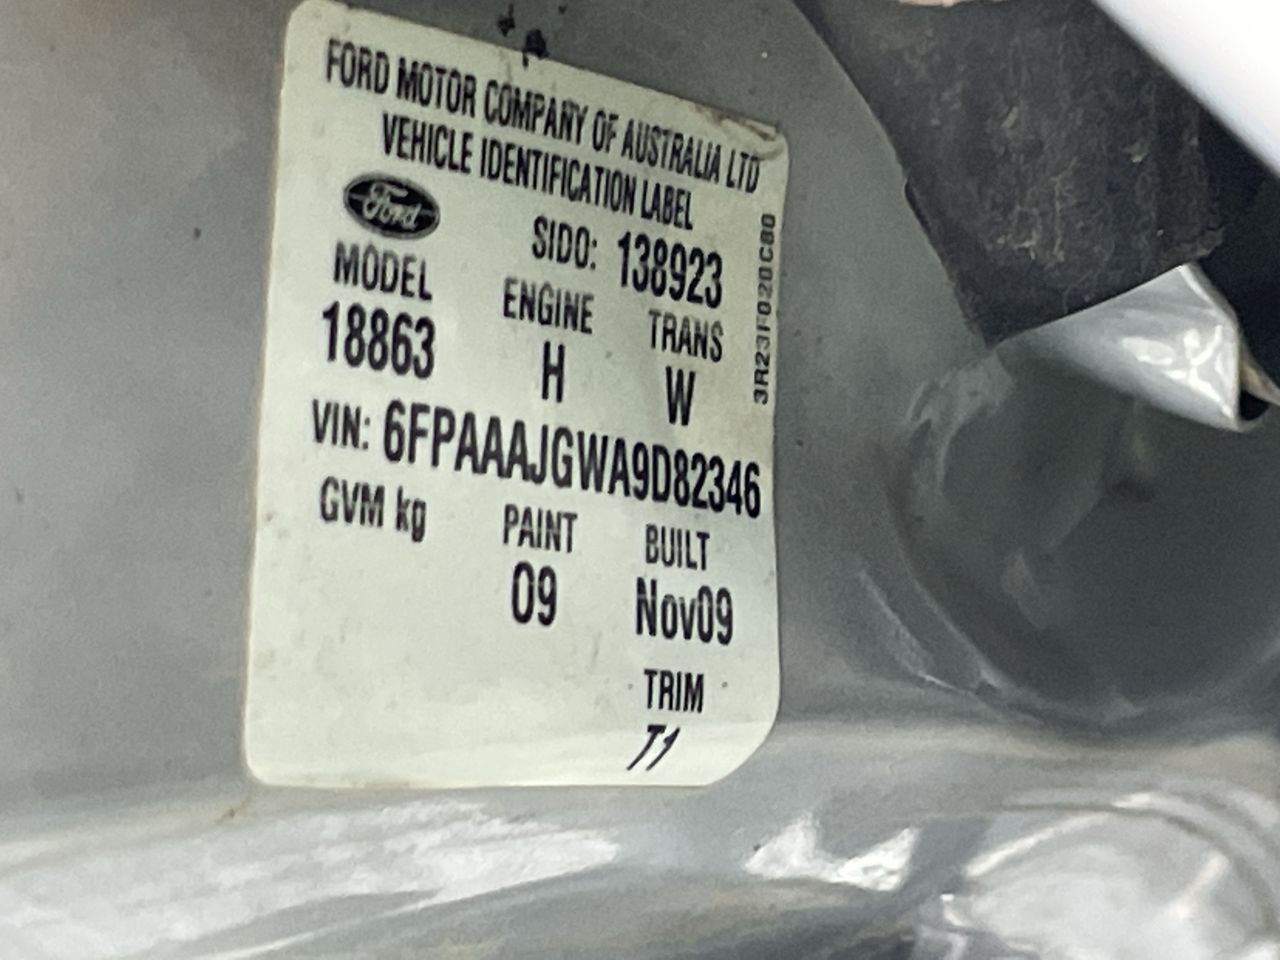 FORD MOTOR COMPANY OF AUSTRALIA LTD
VEHICLE IDENTIFICATION LABEL
Ford
SIDO: 138923
MODEL ENGINE TRANS
18863 H W
VIN: 6FPAAAJGWA9D82346
GVM kg PAINT BUILT
09 Nov09
TRIM
T1
3R23F020C80